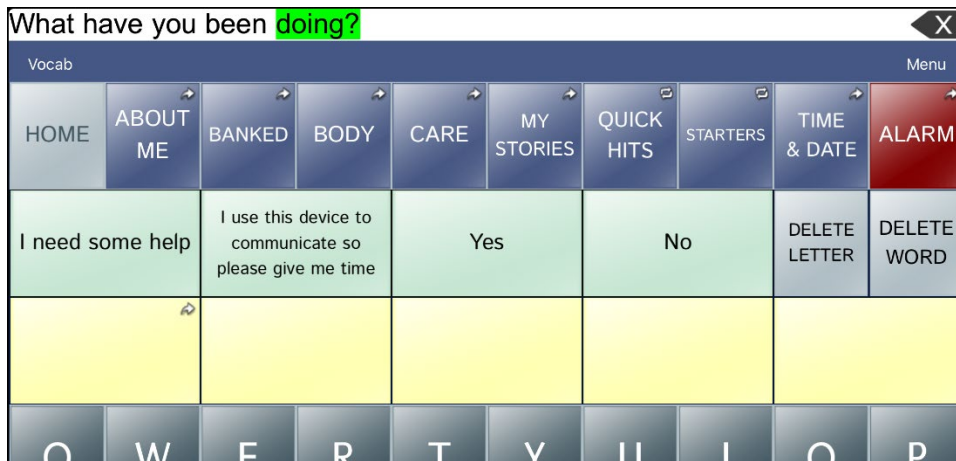 What have you been doing?
X
Vocab
Menu
HOME
ABOUT
ME
BANKED
BODY
CARE
MY
STORIES
QUICK
HITS
STARTERS
TIME
& DATE
ALARM
I need some help
I use this device to
communicate so
please give me time
Yes
No
DELETE
LETTER
DELETE
WORD
Q W E R T Y U I O P